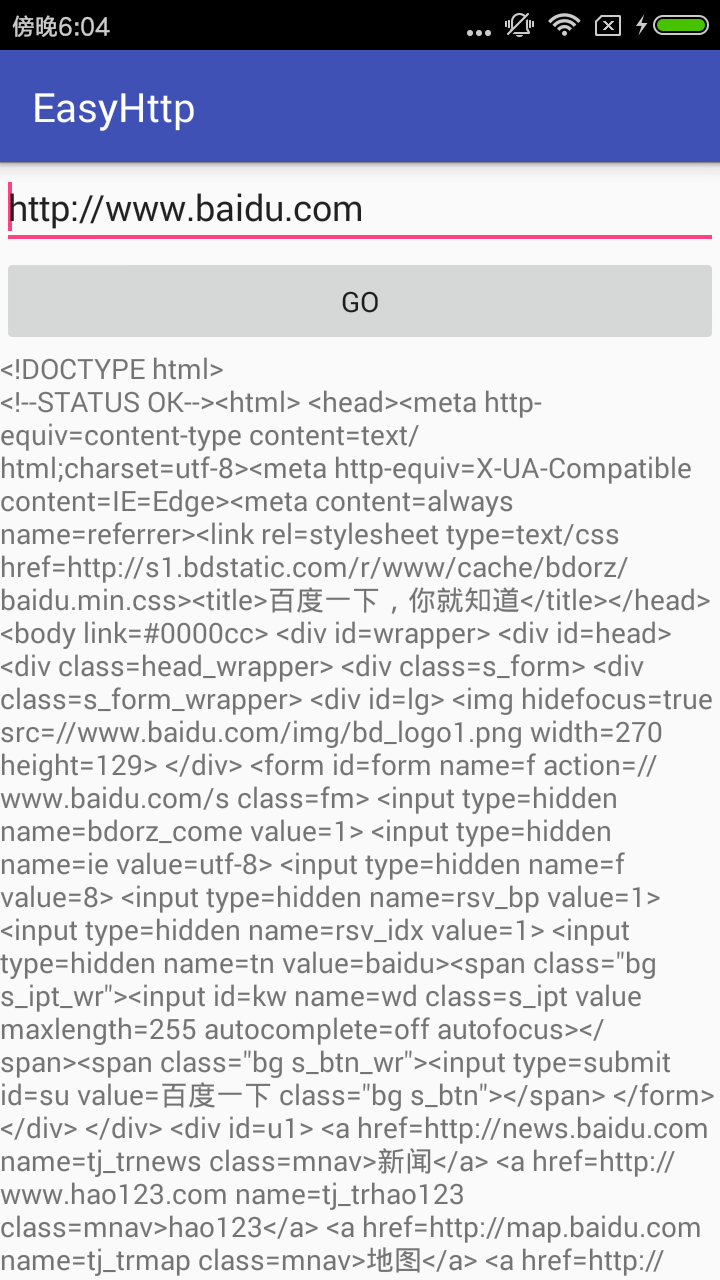 傍晚6:04
EasyHttp
http://www.baidu.com
GO
<!DOCTYPE html>
<!--STATUS OK--><html> <head><meta http-
equiv=content-type content=text/
html;charset=utf-8><meta http-equiv=X-UA-Compatible
content=IE=Edge><meta content=always
name=referrer><link rel=stylesheet type=text/css
href=http://s1.bdstatic.com/r/www/cache/bdorz/
baidu.min.css><title>百度一下，你就知道</title></head>
<body link=#0000cc> <div id=wrapper> <div id=head>
<div class=head_wrapper> <div class=s_form> <div
class=s_form_wrapper> <div id=lg> <img hidefocus=true
src=//www.baidu.com/img/bd_logo1.png width=270
height=129> </div> <form id=form name=f action=//
www.baidu.com/s class=fm> <input type=hidden
name=bdorz_come value=1> <input type=hidden
name=ie value=utf-8> <input type=hidden name=f
value=8> <input type=hidden name=rsv_bp value=1>
<input type=hidden name=rsv_idx value=1> <input
type=hidden name=tn value=baidu><span class="bg
s_ipt_wr"><input id=kw name=wd class=s_ipt value
maxlength=255 autocomplete=off autofocus></
span><span class="bg s_btn_wr"><input type=submit
id=su value=百度一下 class="bg s_btn"></span> </form>
</div> </div> <div id=u1> <a href=http://news.baidu.com
name=tj_trnews class=mnav>新闻</a> <a href=http://
www.hao123.com name=tj_trhao123
class=mnav>hao123</a> <a href=http://map.baidu.com
name=tj_trmap class=mnav>地图</a> <a href=http://